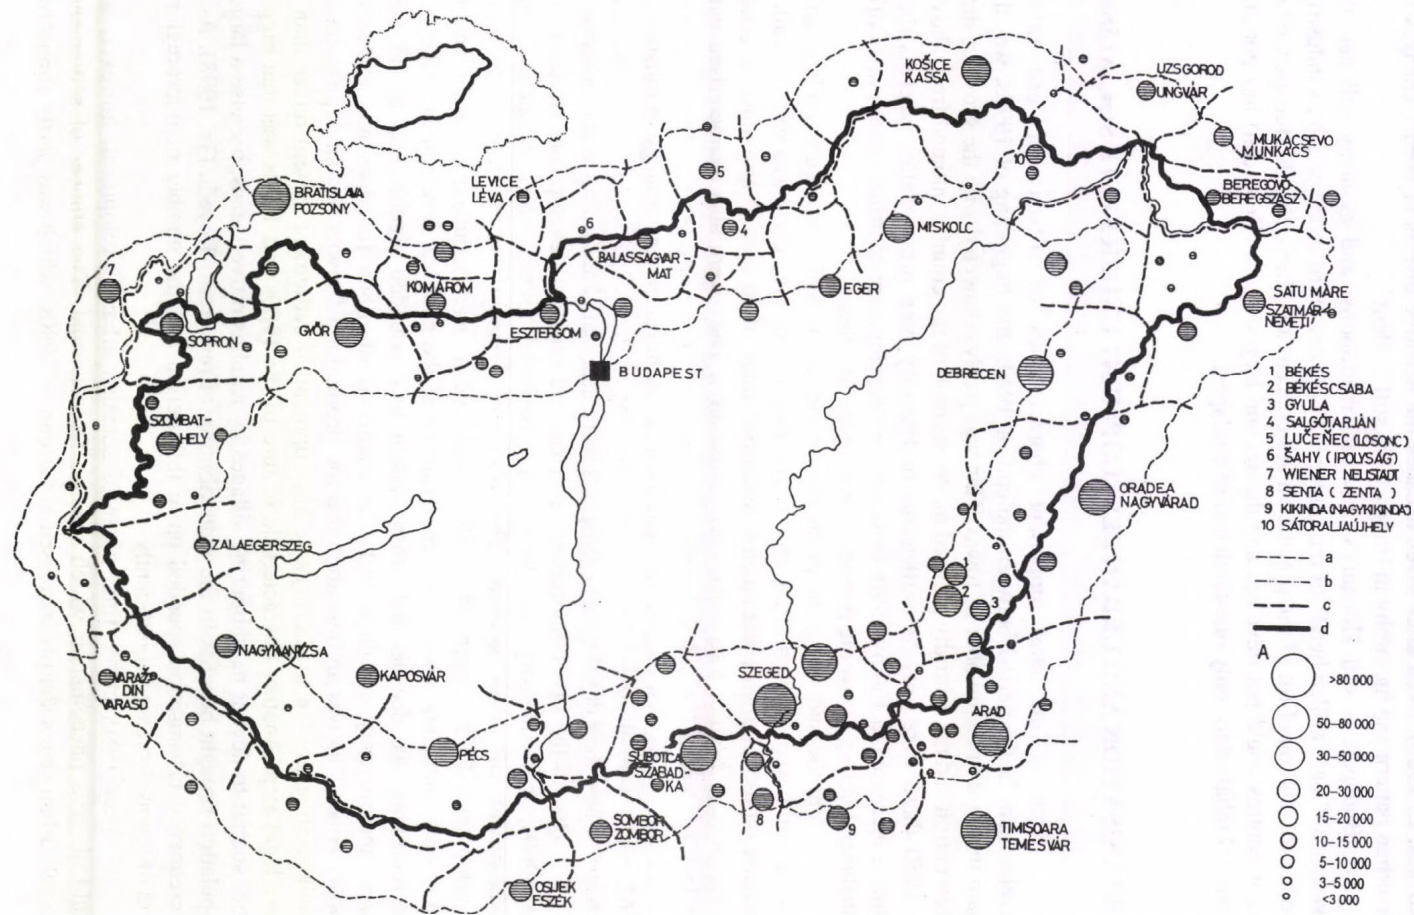 KOŠICE
KASSA
UZSGOROD
UNGVÁR
MUKACSEVO
MUNKÁCS
10
5
LEVICE
LÉVA
BRATISLAVA
POZSONY
BEREGOVO
BEREGSZÁSZ
6
4
MISKOLC
BALASSAGYAR-
MAT
7
KOMÁROM
EGER
SATU MARE
SZATMÁR-
NÉMETI
SOPRON
GYŐR
ESZTERGOM
BUDAPEST
DEBRECEN
SZOMBAT-
HELY
ORADEA
NAGYVÁRAD
ZALAEGERSZEG
1
2
3
NAGYKANIZSA
KAPOSVÁR
VARAŽ-
DIN
VARASD
SZEGED
ARAD
PÉCS
SUBOTICA
SZABAD-
KA
8
9
SOMBOR
ZOMBOR
TIMIŞOARA
TEMESVÁR
OSIJEK
ESZÉK
1 BÉKÉS
2 BÉKÉSCSABA
3 GYULA
4 SALGÓTARJÁN
5 LUČEŇEC (LOSONC)
6 ŠAHY (IPOLYSÁG)
7 WIENER NEUSTADT
8 SENTA (ZENTA)
9 KIKINDA (NAGYKIKINDA)
10 SÁTORALJAÚJHELY
a
b
c
d
A
>80 000
50-80 000
30-50 000
20-30 000
15-20 000
10-15 000
5-10 000
3-5 000
<3 000